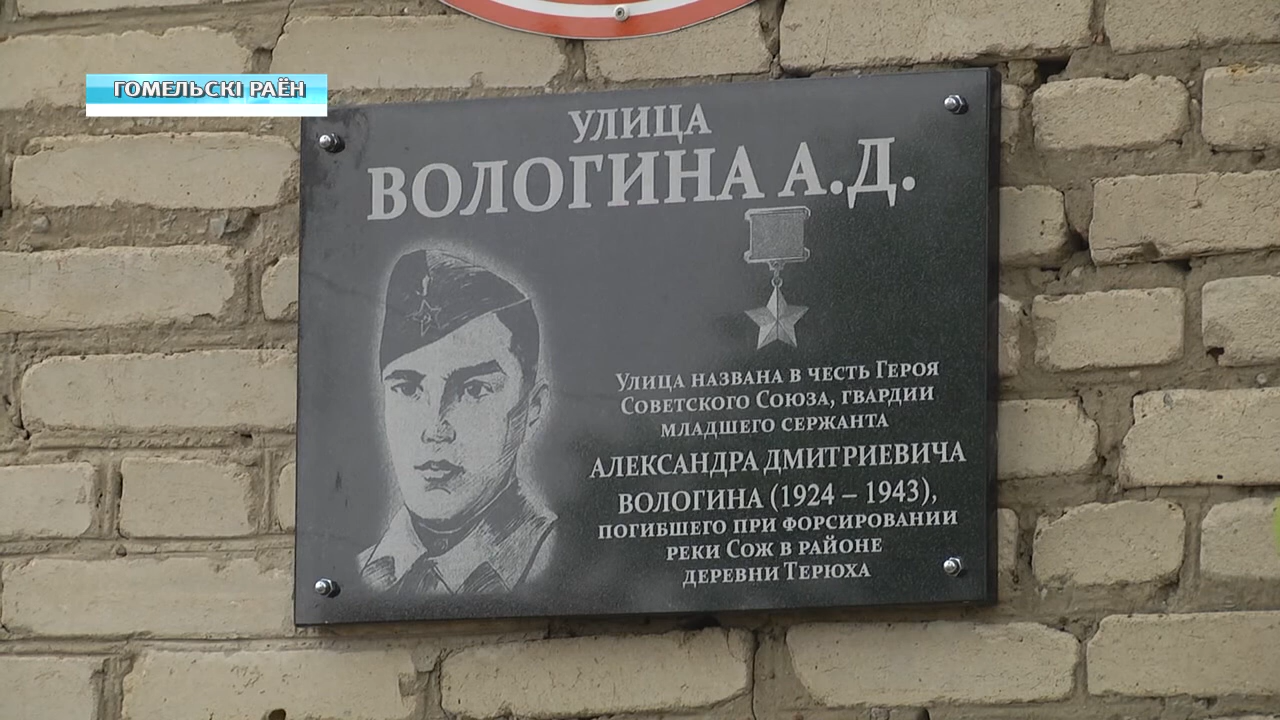 ГОМЕЛЬСКІ РАЁН
УЛИЦА
ВОЛОГИНА А.Д.
Улица названа в честь Героя
Советского Союза, гвардии
младшего сержанта
АЛЕКСАНДРА ДМИТРИЕВИЧА
ВОЛОГИНА (1924 – 1943),
погибшего при форсировании
реки Сож в районе
деревни Терюха